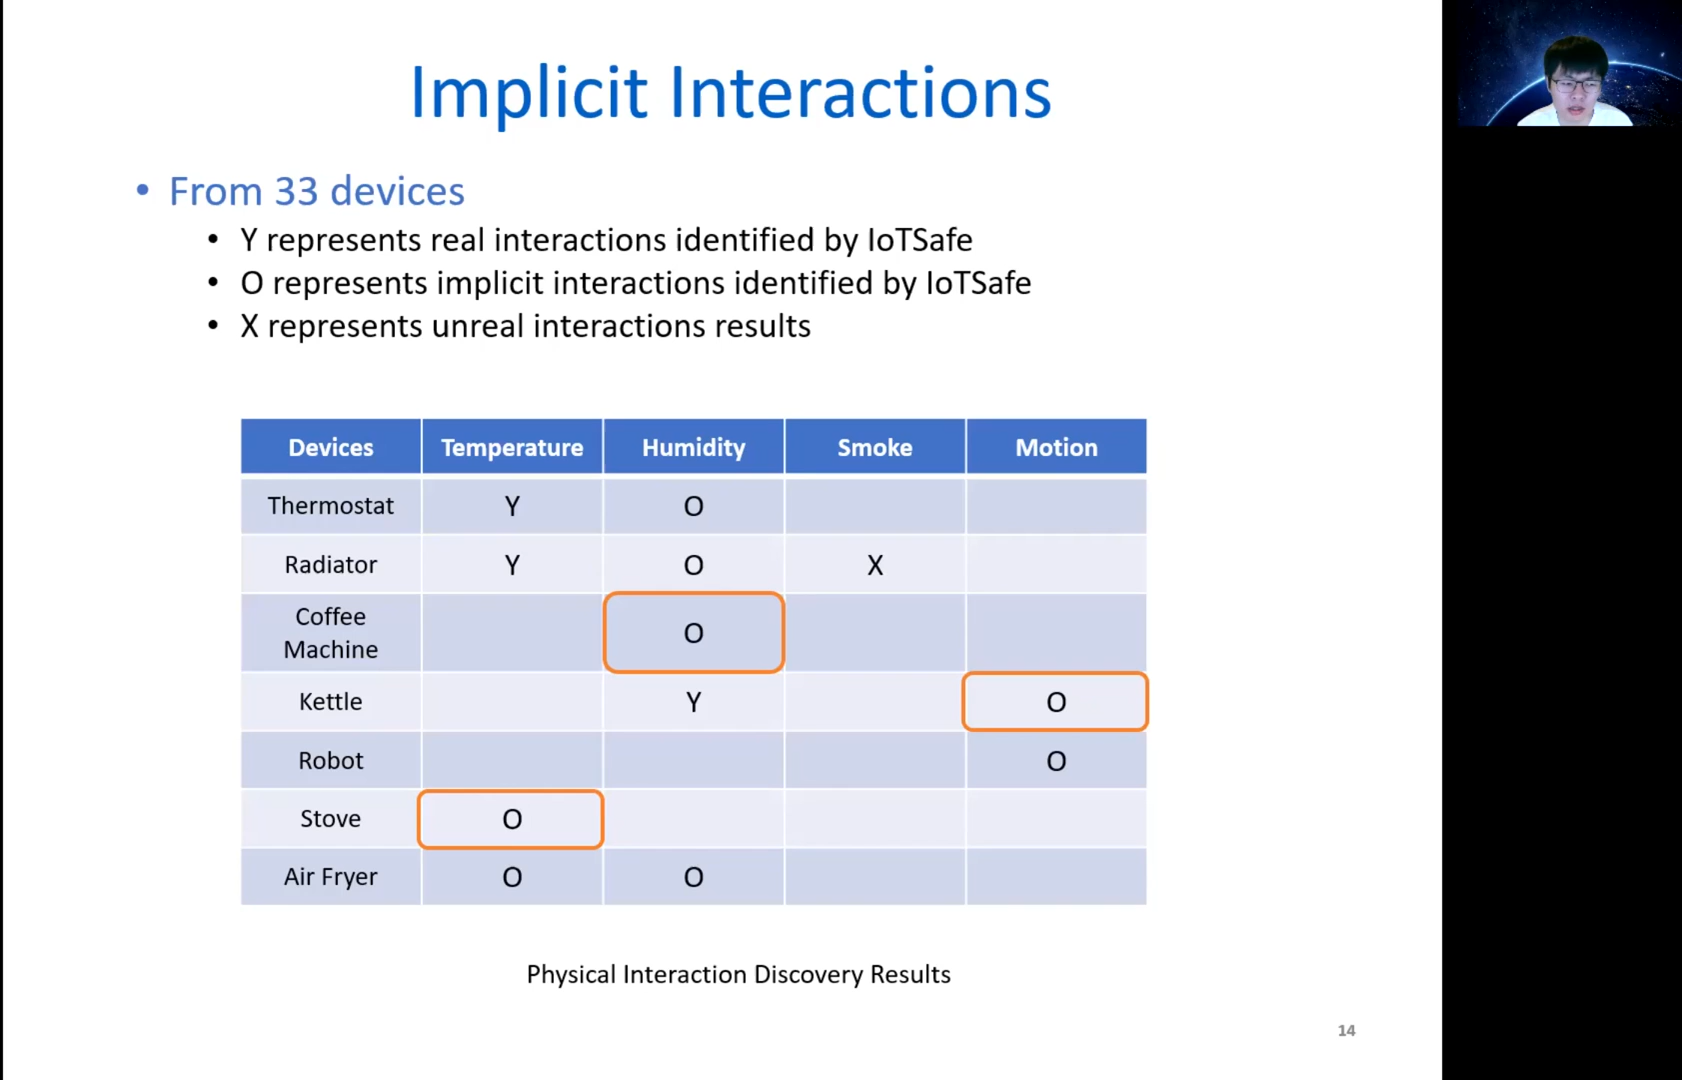 Implicit Interactions
• From 33 devices
• Y represents real interactions identified by IoTSafe
• O represents implicit interactions identified by IoTSafe
• X represents unreal interactions results
Devices Temperature Humidity Smoke Motion
Thermostat Y O
Radiator Y O X
Coffee
Machine O
Kettle Y O
Robot O
Stove O
Air Fryer O O
Physical Interaction Discovery Results
14